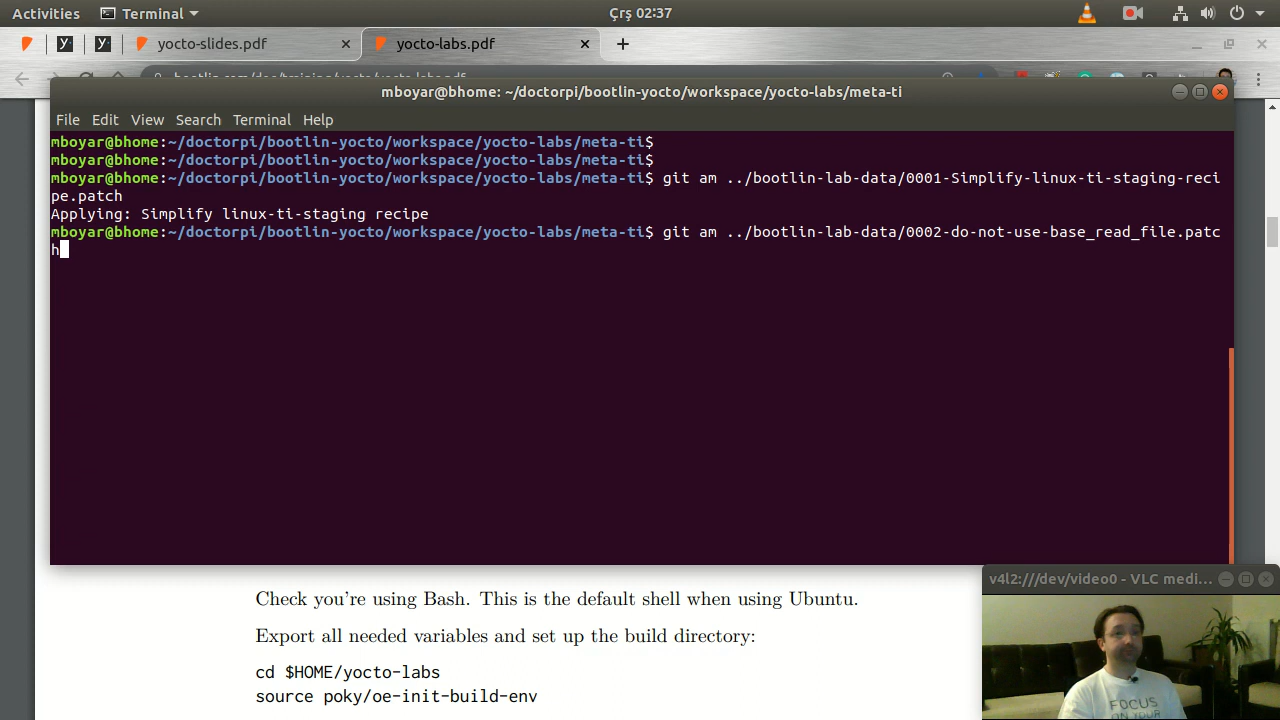 Activities Terminal Çrş 02:37
yocto-slides.pdf × yocto-labs.pdf × +
mboyar@bhome: ~/doctorpi/bootlin-yocto/workspace/yocto-labs/meta-ti
File Edit View Search Terminal Help
mboyar@bhome:~/doctorpi/bootlin-yocto/workspace/yocto-labs/meta-ti$
mboyar@bhome:~/doctorpi/bootlin-yocto/workspace/yocto-labs/meta-ti$
mboyar@bhome:~/doctorpi/bootlin-yocto/workspace/yocto-labs/meta-ti$ git am ../bootlin-lab-data/0001-Simplify-linux-ti-staging-reci
pe.patch
Applying: Simplify linux-ti-staging recipe
mboyar@bhome:~/doctorpi/bootlin-yocto/workspace/yocto-labs/meta-ti$ git am ../bootlin-lab-data/0002-do-not-use-base_read_file.patc
h
Check you're using Bash. This is the default shell when using Ubuntu.
Export all needed variables and set up the build directory:
cd $HOME/yocto-labs
source poky/oe-init-build-env
v4l2:///dev/video0 - VLC medi...
FOCUS
ON YOUR